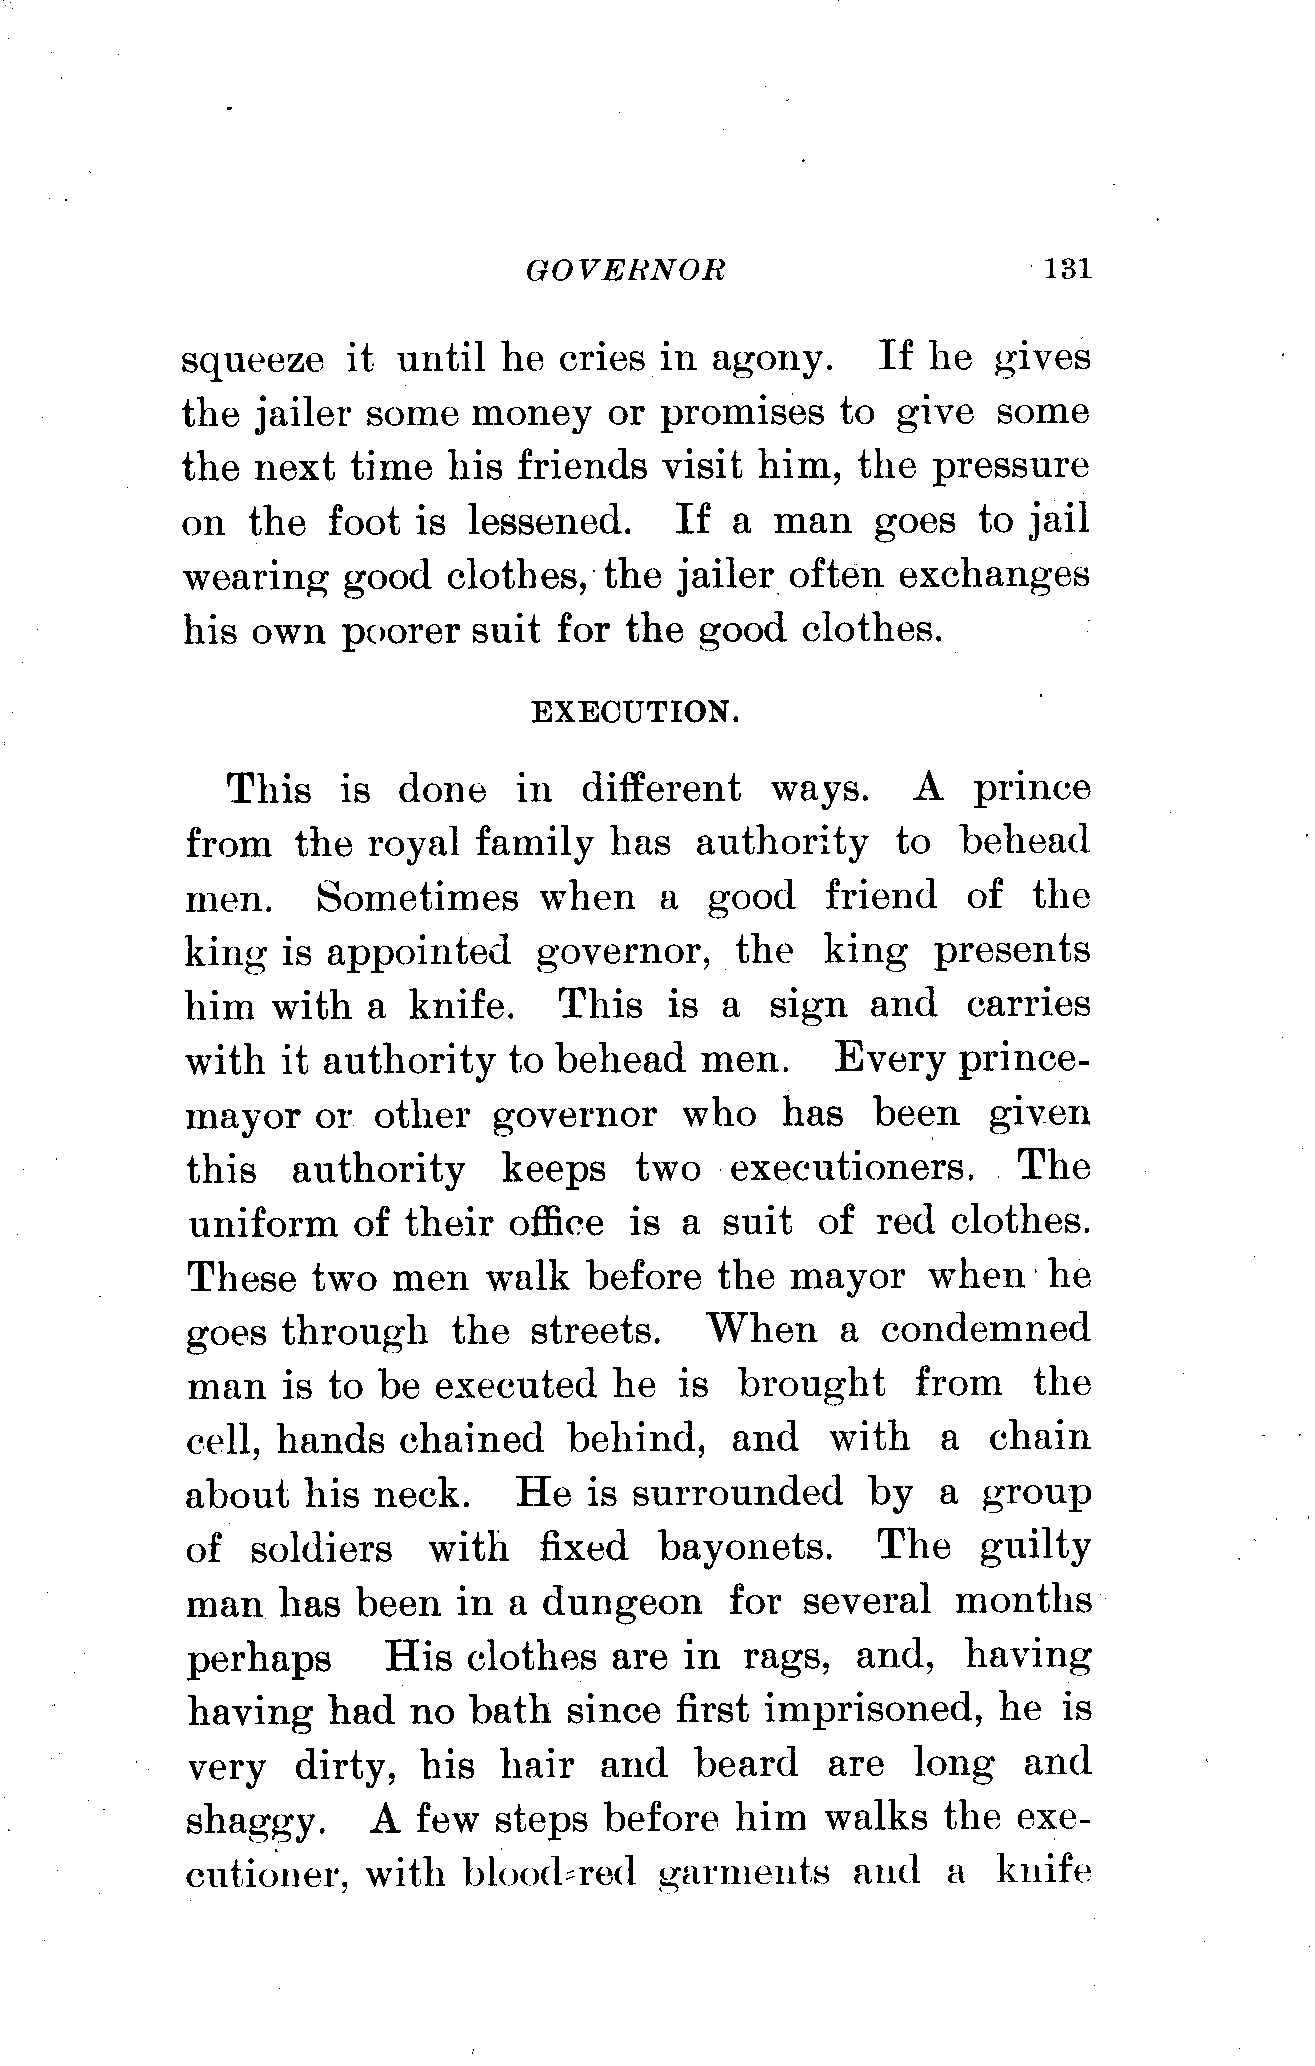 GOVERNOR 131
squeeze it until he cries in agony. If he gives
the jailer some money or promises to give some
the next time his friends visit him, the pressure
on the foot is lessened. If a man goes to jail
wearing good clothes, the jailer often exchanges
his own poorer suit for the good clothes.
EXECUTION.
This is done in different ways. A prince
from the royal family has authority to behead
men. Sometimes when a good friend of the
king is appointed governor, the king presents
him with a knife. This is a sign and carries
with it authority to behead men. Every prince-
mayor or other governor who has been given
this authority keeps two executioners. The
uniform of their office is a suit of red clothes.
These two men walk before the mayor when he
goes through the streets. When a condemned
man is to be executed he is brought from the
cell, hands chained behind, and with a chain
about his neck. He is surrounded by a group
of soldiers with fixed bayonets. The guilty
man has been in a dungeon for several months
perhaps His clothes are in rags, and, having
having had no bath since first imprisoned, he is
very dirty, his hair and beard are long and
shaggy. A few steps before him walks the exe-
cutioner, with blood-red garments and a knife